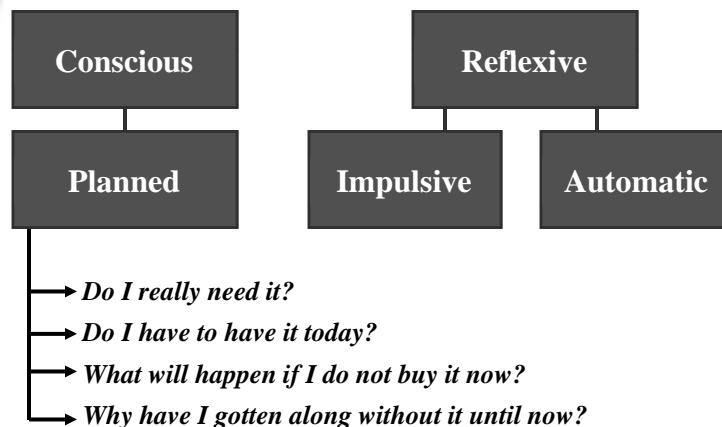 Conscious
Reflexive
Planned
Impulsive
Automatic
Do I really need it?
Do I have to have it today?
What will happen if I do not buy it now?
Why have I gotten along without it until now?